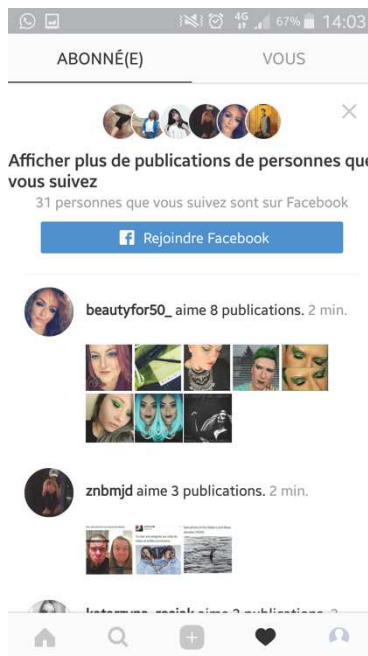 4G 67% 14:03
ABONNÉ(E) VOUS
Afficher plus de publications de personnes que
vous suivez
31 personnes que vous suivez sont sur Facebook
f Rejoindre Facebook
beautyfor50_ aime 8 publications. 2 min.
znbmjd aime 3 publications. 2 min.